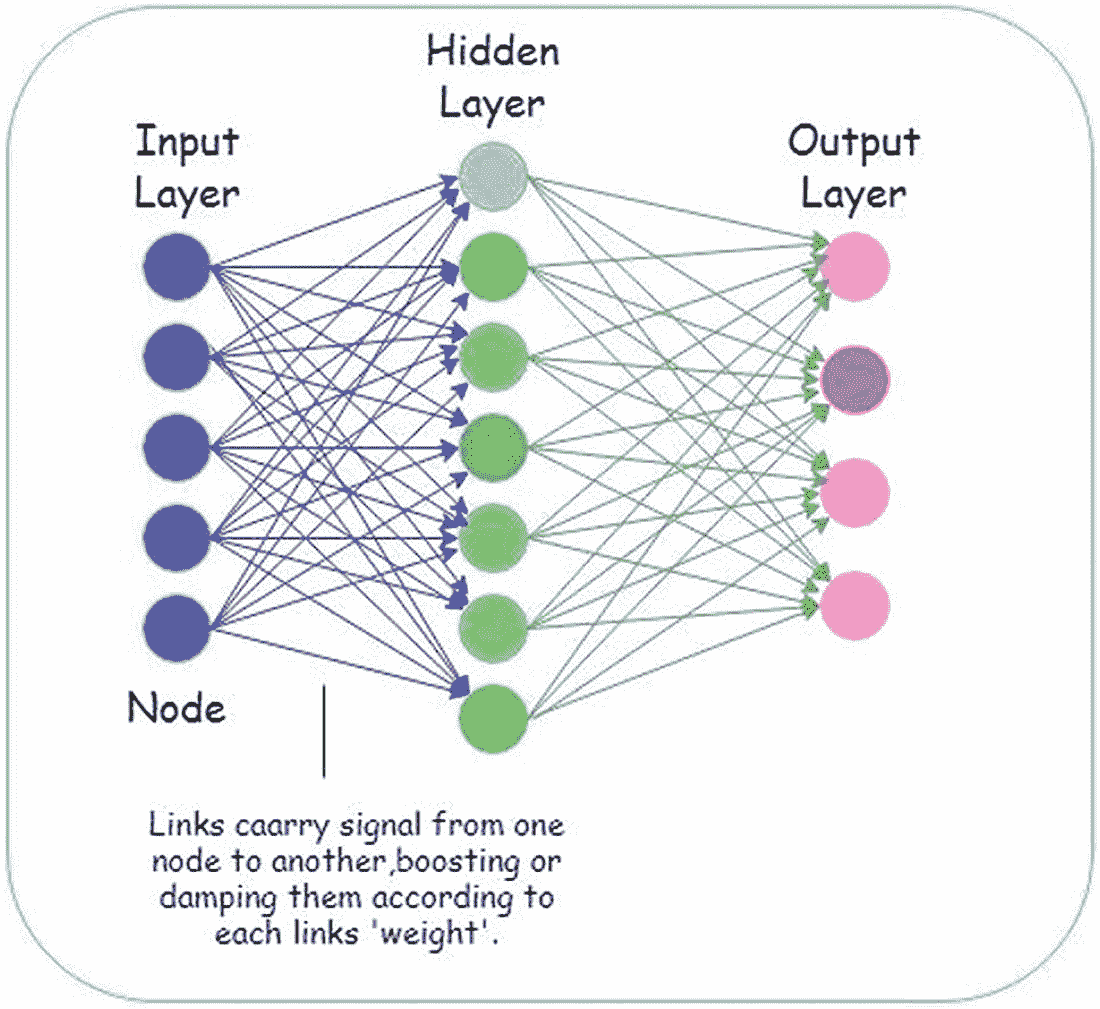 Hidden
Layer
Input
Layer
Output
Layer
Node
Links caarry signal from one
node to another,boosting or
damping them according to
each links 'weight'.